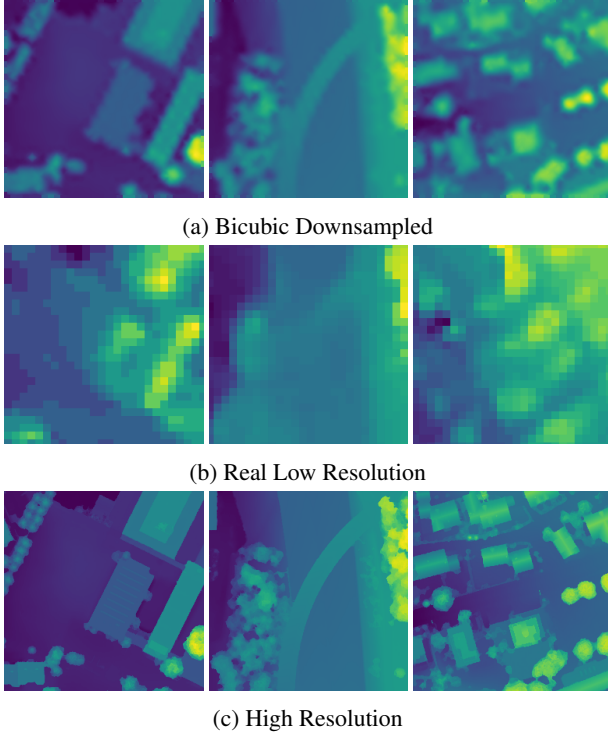 (a) Bicubic Downsampled
(b) Real Low Resolution
(c) High Resolution